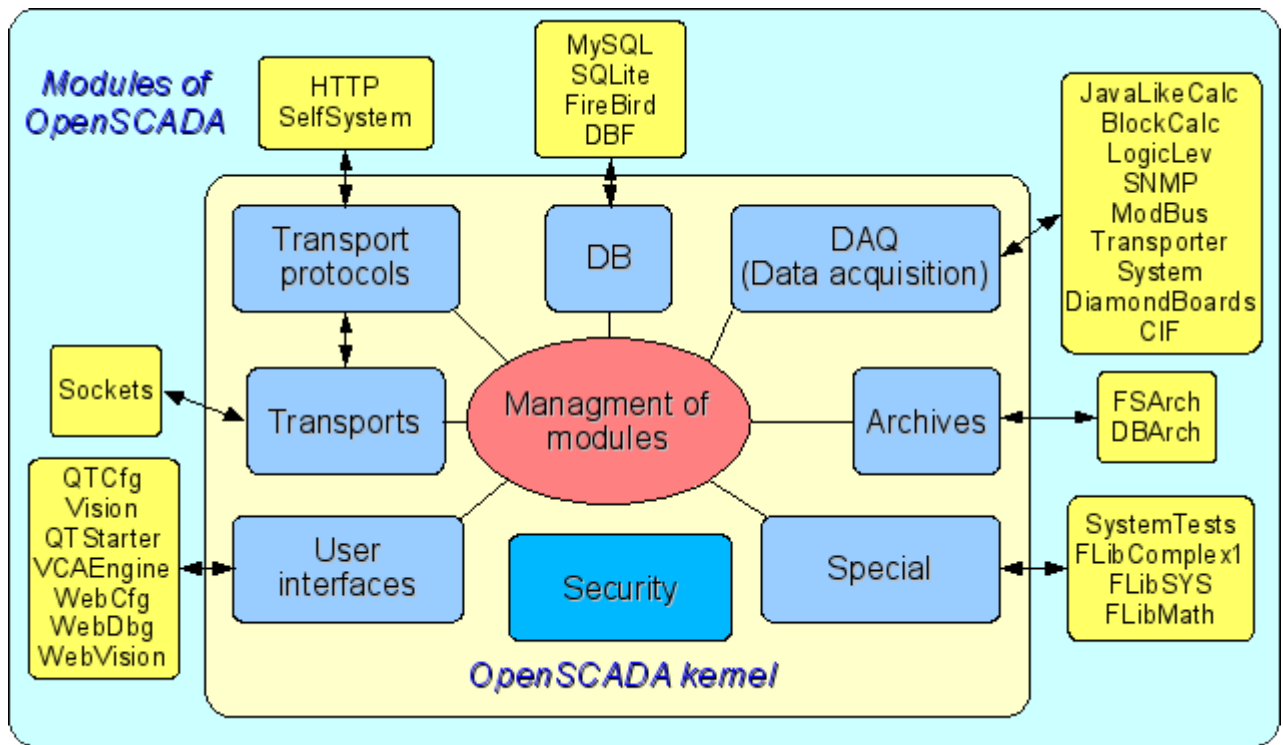 Modules of
OpenSCADA
HTTP
SelfSystem
MySQL
SQLite
FireBird
DBF
JavaLikeCalc
BlockCalc
LogicLev
SNMP
ModBus
Transporter
System
DiamondBoards
CIF
Transport
protocols
DB
DAQ
(Data acquisition)
Sockets
Transports
Managment of
modules
Archives
FSArch
DBArch
QTCfg
Vision
QTStarter
VCAEngine
WebCfg
WebDbg
WebVision
User
interfaces
Security
Special
SystemTests
FLibComplex1
FLibSYS
FLibMath
OpenSCADA kernel